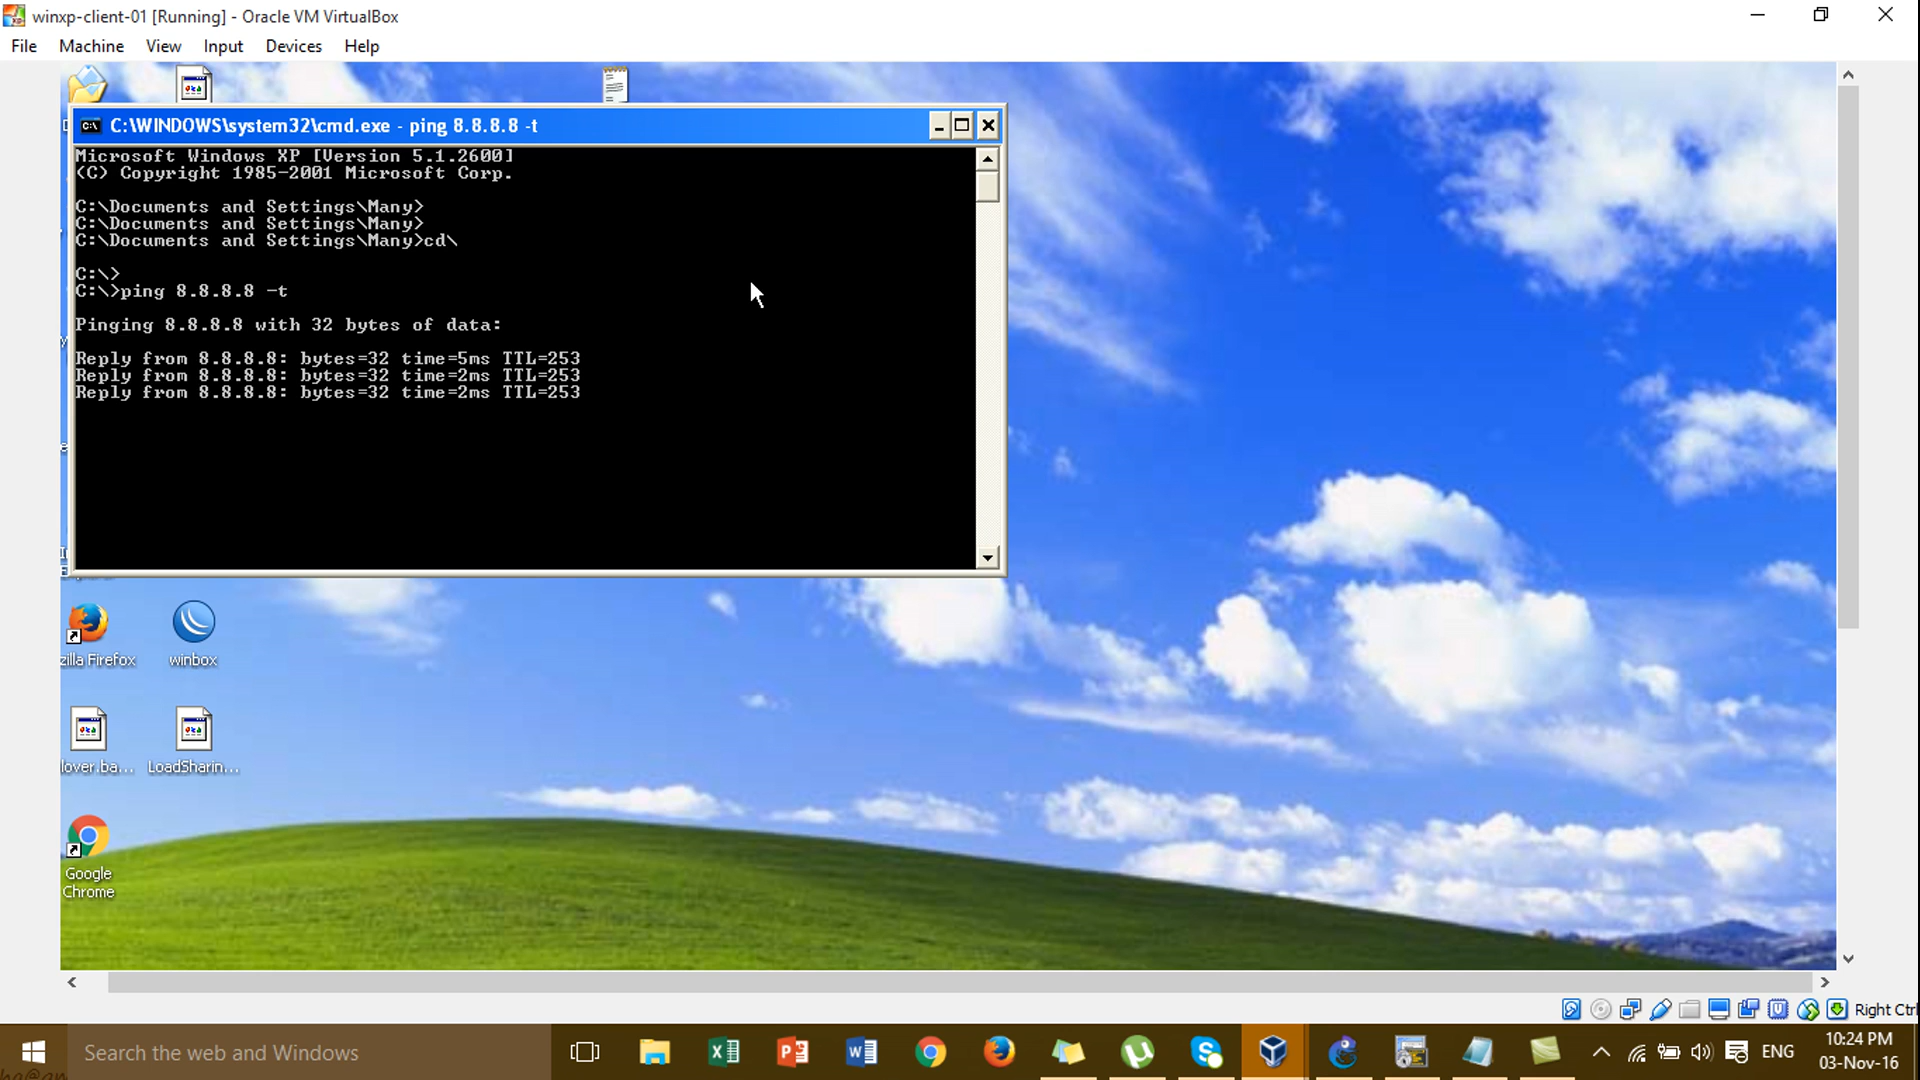 winxp-client-01 [Running] - Oracle VM VirtualBox
File Machine View Input Devices Help
C:\WINDOWS\system32\cmd.exe - ping 8.8.8.8 -t
Microsoft Windows XP [Version 5.1.2600]
(C) Copyright 1985-2001 Microsoft Corp.
C:\Documents and Settings\Many>
C:\Documents and Settings\Many>
C:\Documents and Settings\Many>cd\
C:\>
C:\>ping 8.8.8.8 -t
Pinging 8.8.8.8 with 32 bytes of data:
Reply from 8.8.8.8: bytes=32 time=5ms TTL=253
Reply from 8.8.8.8: bytes=32 time=2ms TTL=253
Reply from 8.8.8.8: bytes=32 time=2ms TTL=253
zilla Firefox
winbox
lover.ba...
LoadSharin...
Google
Chrome
Right Ctrl
Search the web and Windows
ENG
10:24 PM
03-Nov-16